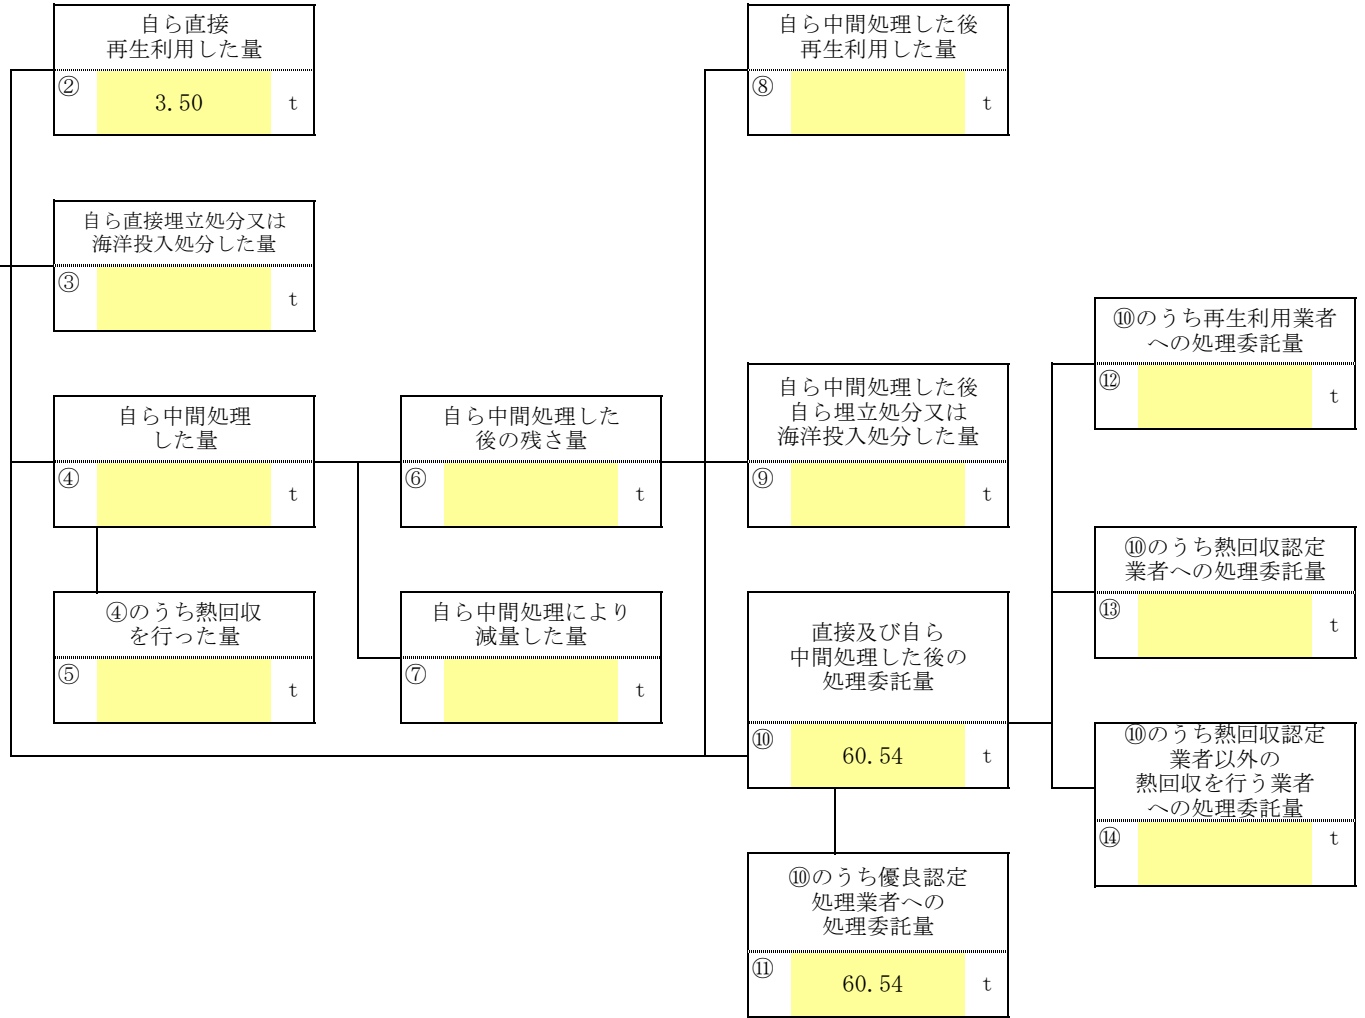 自ら直接
再生利用した量
②
3.50
t
自ら直接埋立処分又は
海洋投入処分した量
③
t
自ら中間処理
した量
④
t
④のうち熱回収
を行った量
⑤
t
自ら中間処理した
後の残さ量
⑥
t
自ら中間処理により
減量した量
⑦
t
自ら中間処理した後
再生利用した量
⑧
t
自ら中間処理した後
自ら埋立処分又は
海洋投入処分した量
⑨
t
直接及び自ら
中間処理した後の
処理委託量
⑩
60.54
t
⑩のうち優良認定
処理業者への
処理委託量
⑪
60.54
t
⑩のうち再生利用業者
への処理委託量
⑫
t
⑩のうち熱回収認定
業者への処理委託量
⑬
t
⑩のうち熱回収認定
業者以外の
熱回収を行う業者
への処理委託量
⑭
t